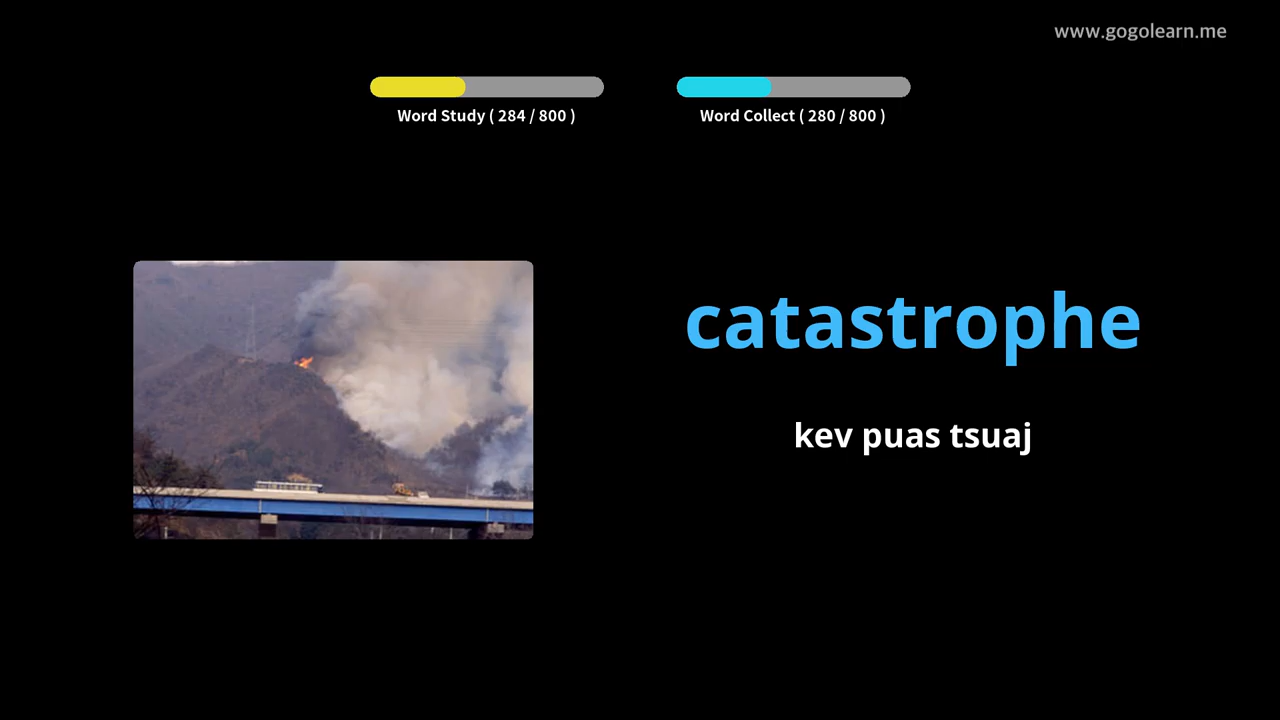 www.gogolearn.me
Word Study ( 284 / 800 )
Word Collect ( 280 / 800 )
catastrophe
kev puas tsuaj